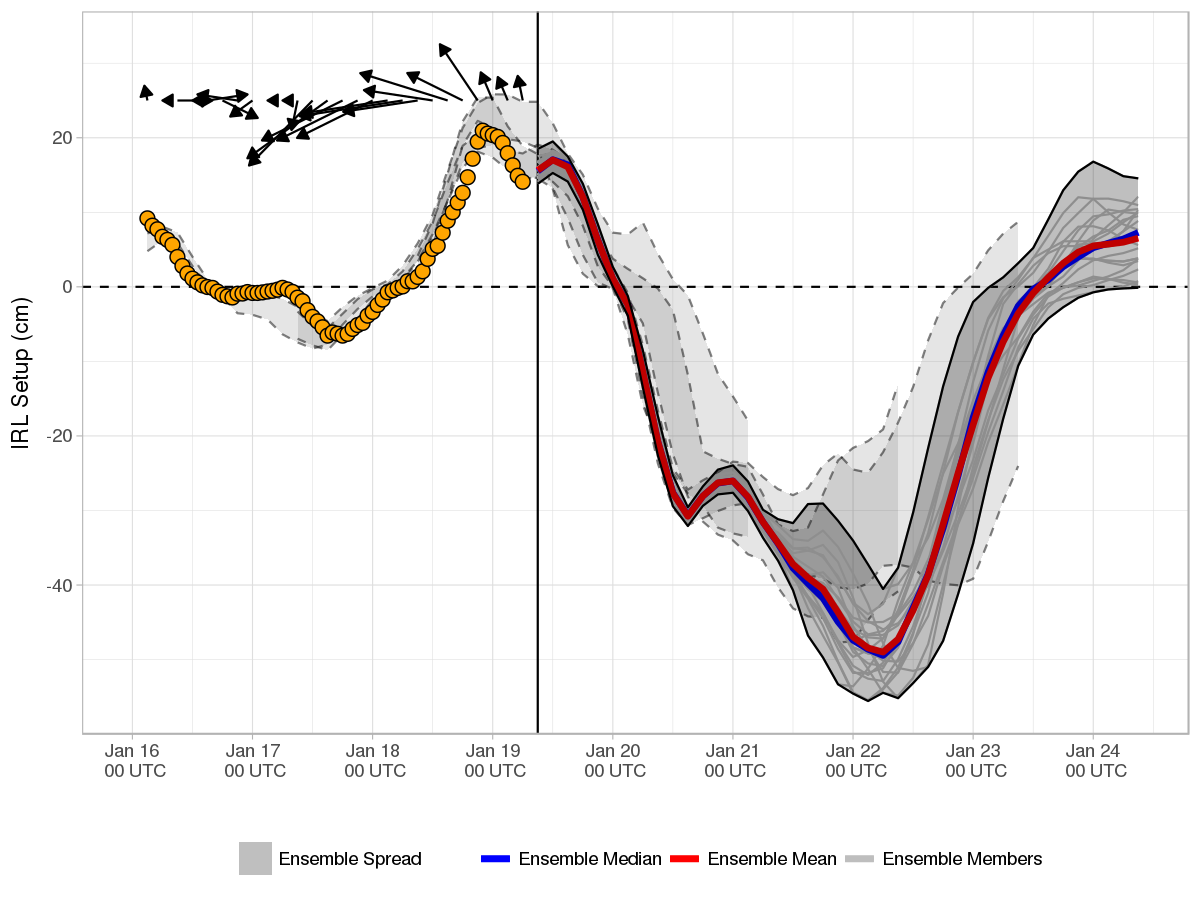 IRL Setup (cm)
20
0
-20
-40
Jan 16 Jan 17 Jan 18 Jan 19 Jan 20 Jan 21 Jan 22 Jan 23 Jan 24
00 UTC 00 UTC 00 UTC 00 UTC 00 UTC 00 UTC 00 UTC 00 UTC 00 UTC
Ensemble Spread Ensemble Median Ensemble Mean Ensemble Members